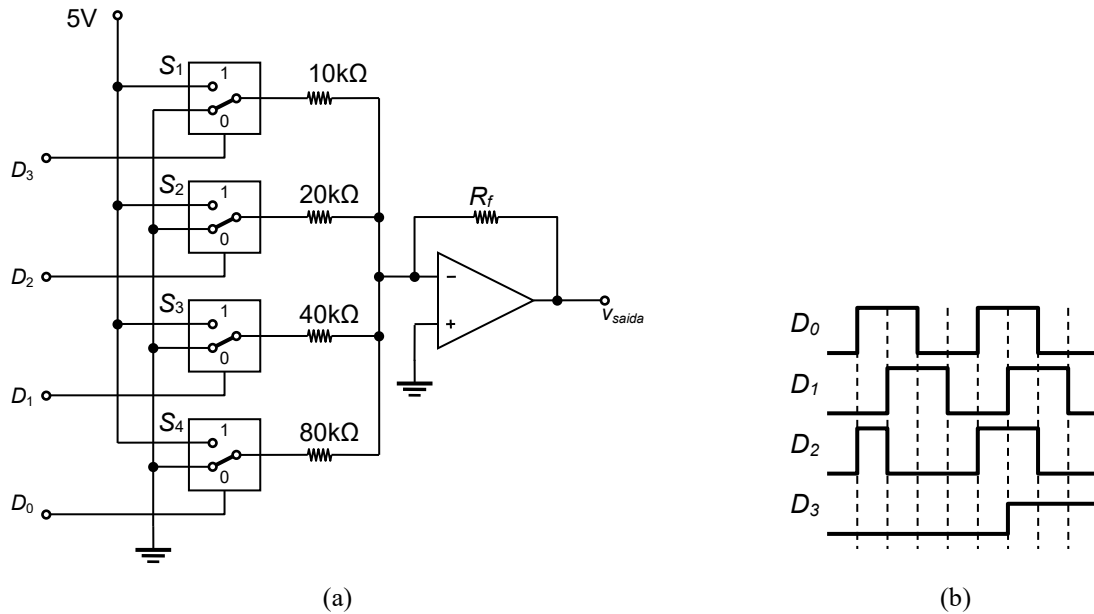 5V
S1
1
0
10kΩ
D3
S2
1
0
20kΩ
D2
S3
1
0
40kΩ
D1
S4
1
0
80kΩ
D0
Rf
−
+
vsaida
(a)
D0
D1
D2
D3
(b)